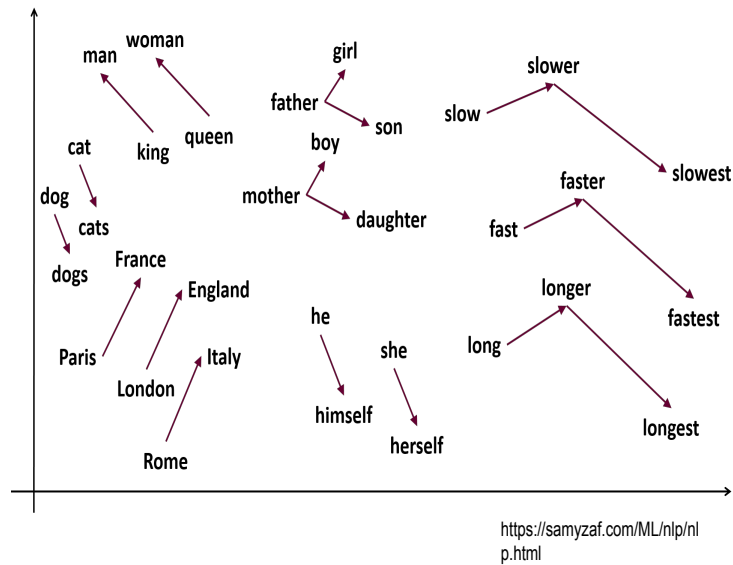 man
woman
king
queen
cat
cats
dog
dogs
France
England
Italy
Paris
London
Rome
girl
father
son
boy
mother
daughter
he
himself
she
herself
slower
slow
slowest
faster
fast
fastest
longer
long
longest
https://samyzaf.com/ML/nlp/nl
p.html